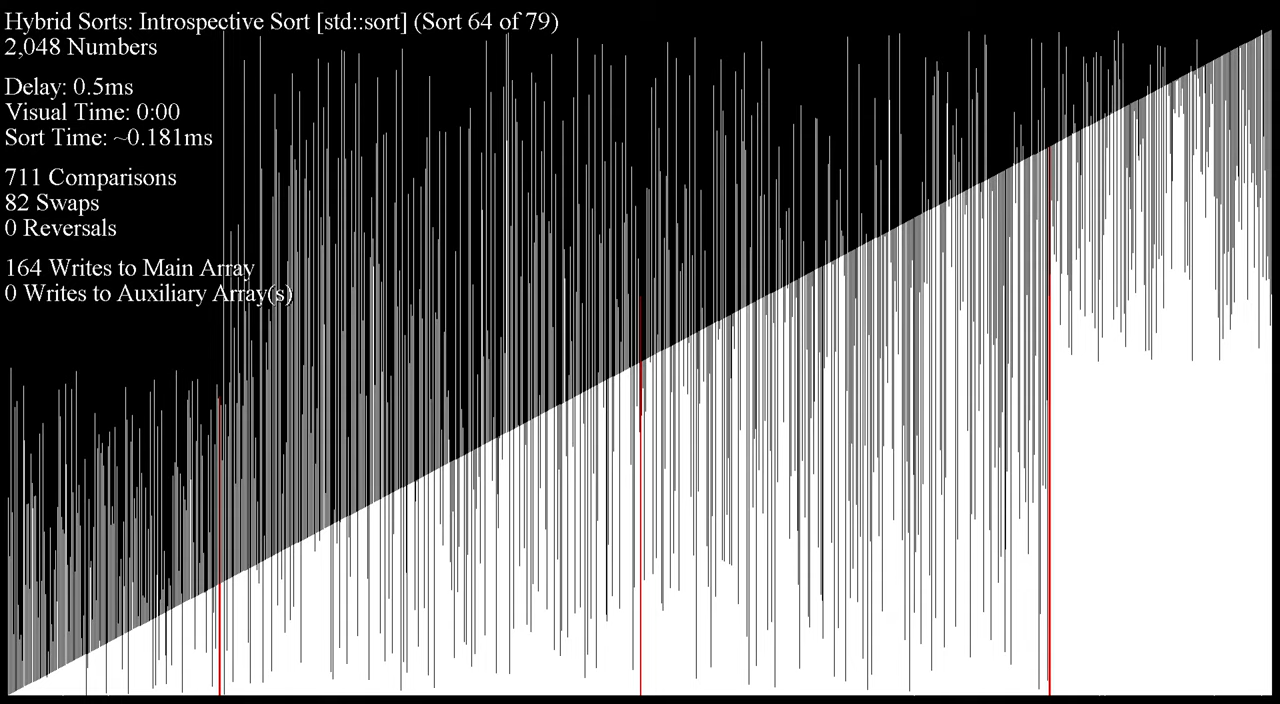 Hybrid Sorts: Introspective Sort [std::sort] (Sort 64 of 79)
2,048 Numbers
Delay: 0.5ms
Visual Time: 0:00
Sort Time: ~0.181ms
711 Comparisons
82 Swaps
0 Reversals
164 Writes to Main Array
0 Writes to Auxiliary Array(s)